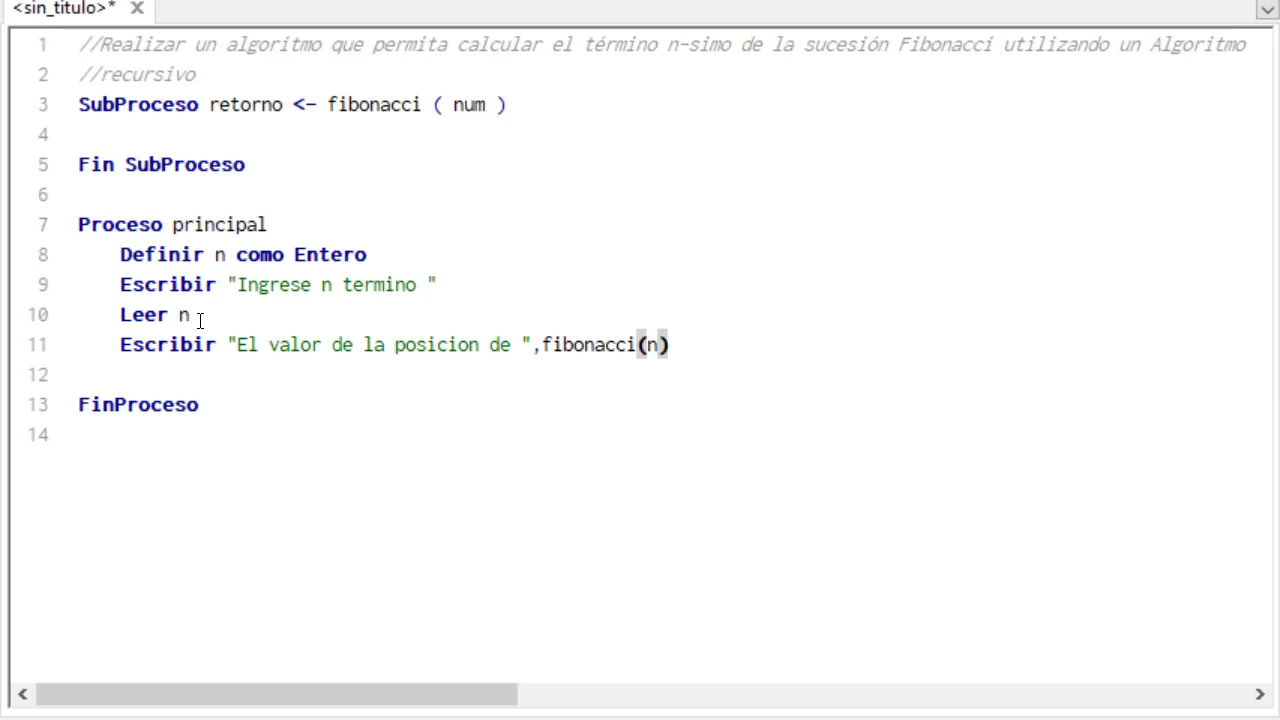 <sin_titulo>*
1 //Realizar un algoritmo que permita calcular el término n-simo de la sucesión Fibonacci utilizando un Algoritmo
2 //recursivo
3 SubProceso retorno <- fibonacci ( num )
4
5 Fin SubProceso
6
7 Proceso principal
8 Definir n como Entero
9 Escribir "Ingrese n termino "
10 Leer n
11 Escribir "El valor de la posicion de ",fibonacci(n)
12
13 FinProceso
14